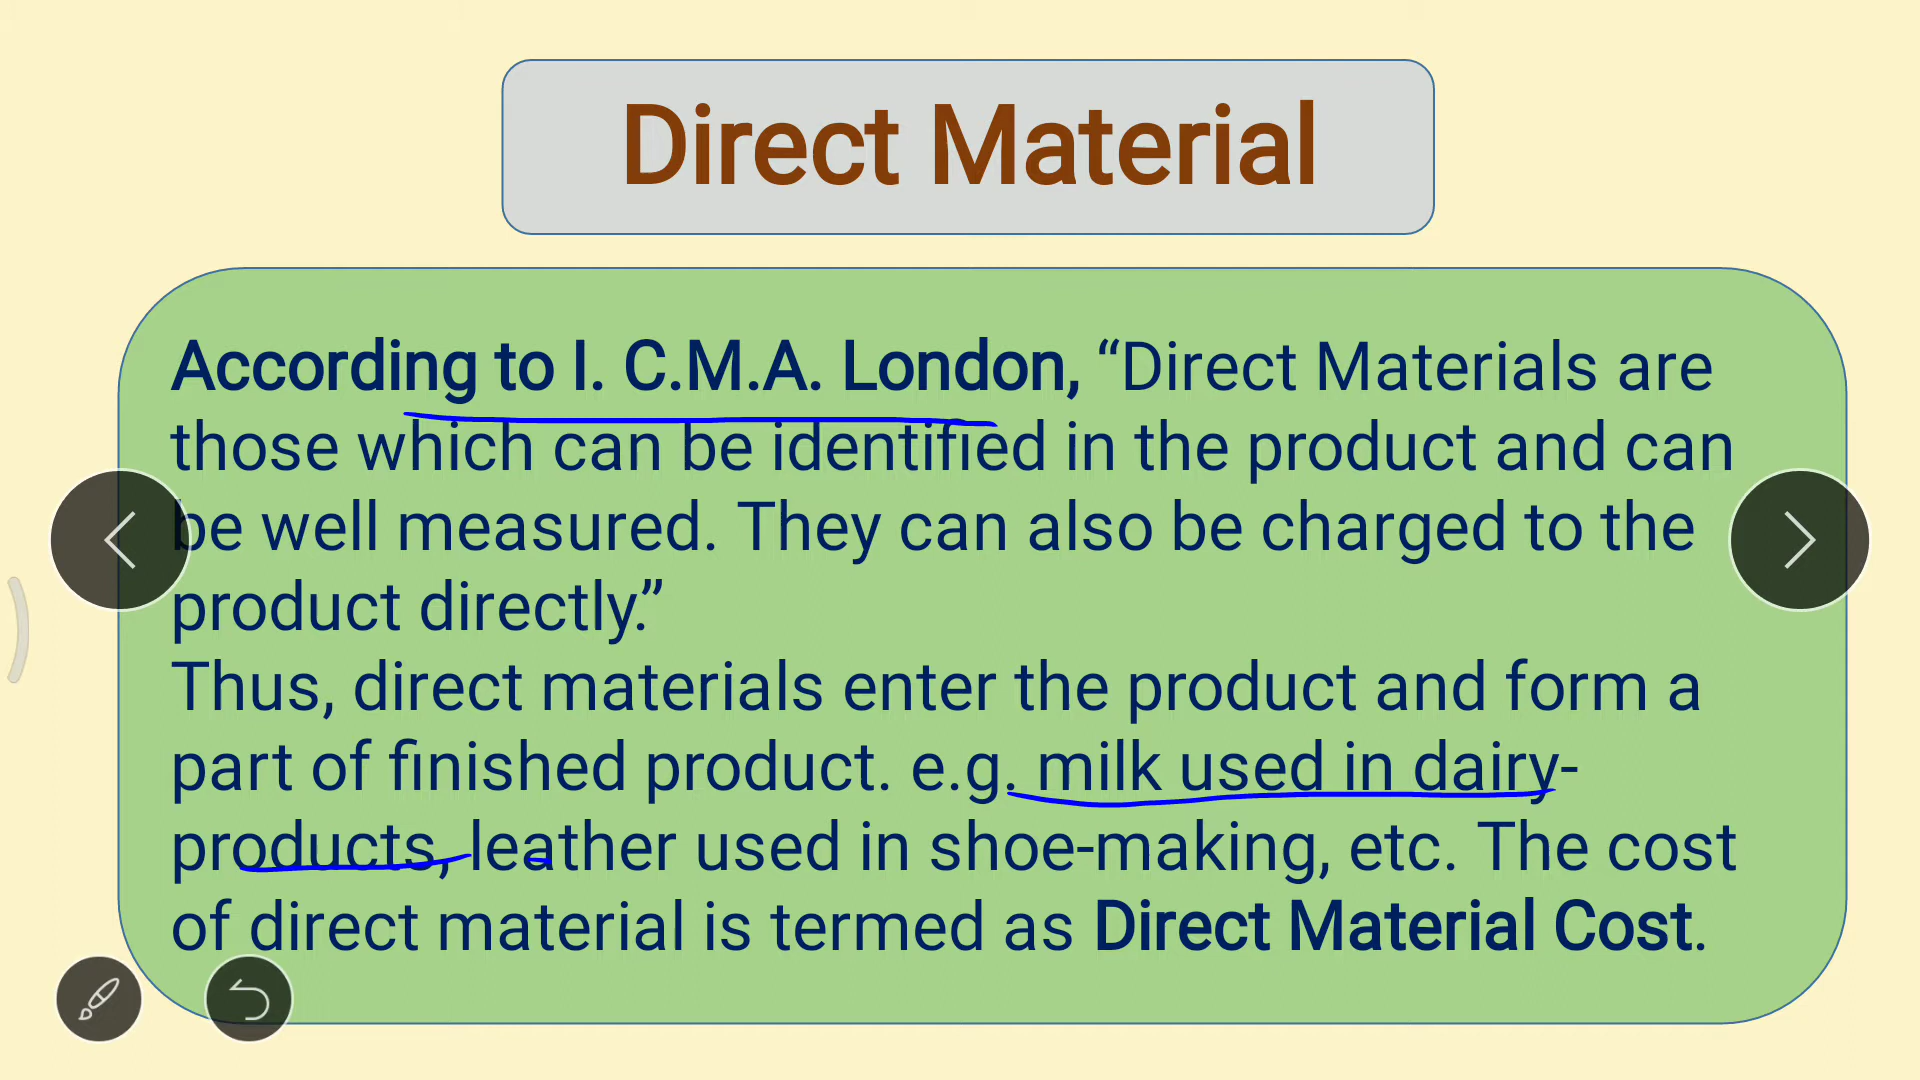 Direct Material
According to I. C.M.A. London, “Direct Materials are
those which can be identified in the product and can
be well measured. They can also be charged to the
product directly.”
Thus, direct materials enter the product and form a
part of finished product. e.g. milk used in dairy-
products, leather used in shoe-making, etc. The cost
of direct material is termed as Direct Material Cost.